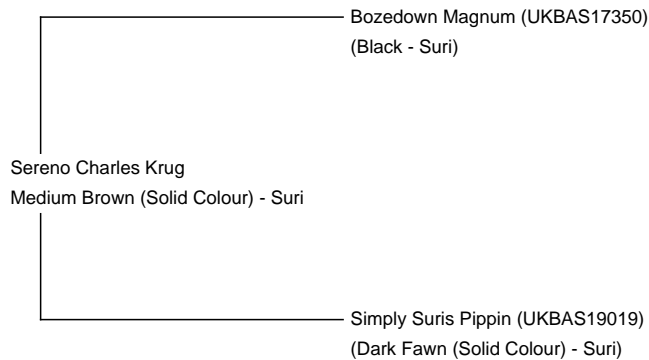 Bozedown Magnum (UKBAS17350)
(Black - Suri)
Sereno Charles Krug
Medium Brown (Solid Colour) - Suri
Simply Suris Pippin (UKBAS19019)
(Dark Fawn (Solid Colour) - Suri)